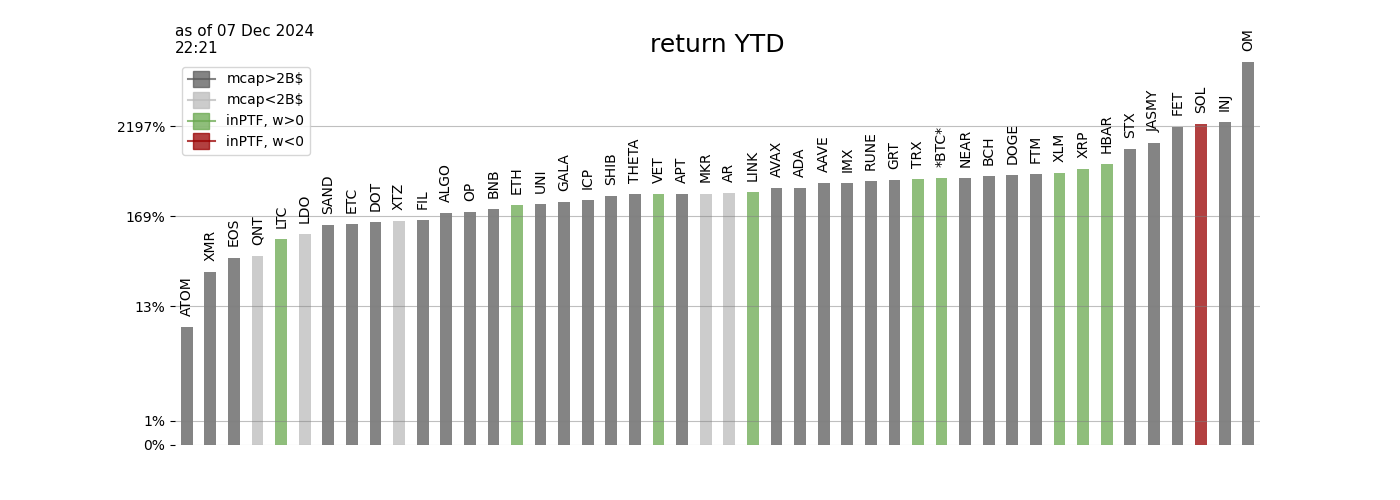 as of 07 Dec 2024
22:21
return YTD
mcap>2B$
mcap<2B$
inPTF, w>0
inPTF, w<0
2197%
169%
13%
1%
0%
ATOM
XMR
EOS
QNT
LTC
LDO
SAND
ETC
DOT
XTZ
FIL
ALGO
OP
BNB
ETH
UNI
GALA
ICP
SHIB
THETA
VET
APT
MKR
AR
LINK
AVAX
ADA
AAVE
IMX
RUNE
GRT
TRX
*BTC*
NEAR
BCH
DOGE
FTM
XLM
XRP
HBAR
STX
JASMY
FET
SOL
INJ
OM